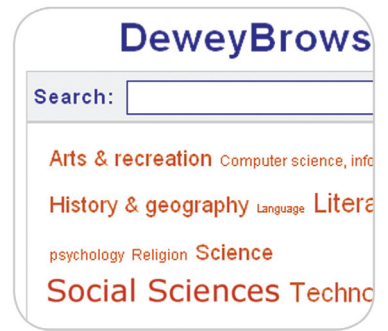 DeweyBrows
Search:
Arts & recreation Computer science, info
History & geography Language Litera
psychology Religion Science
Social Sciences Techno